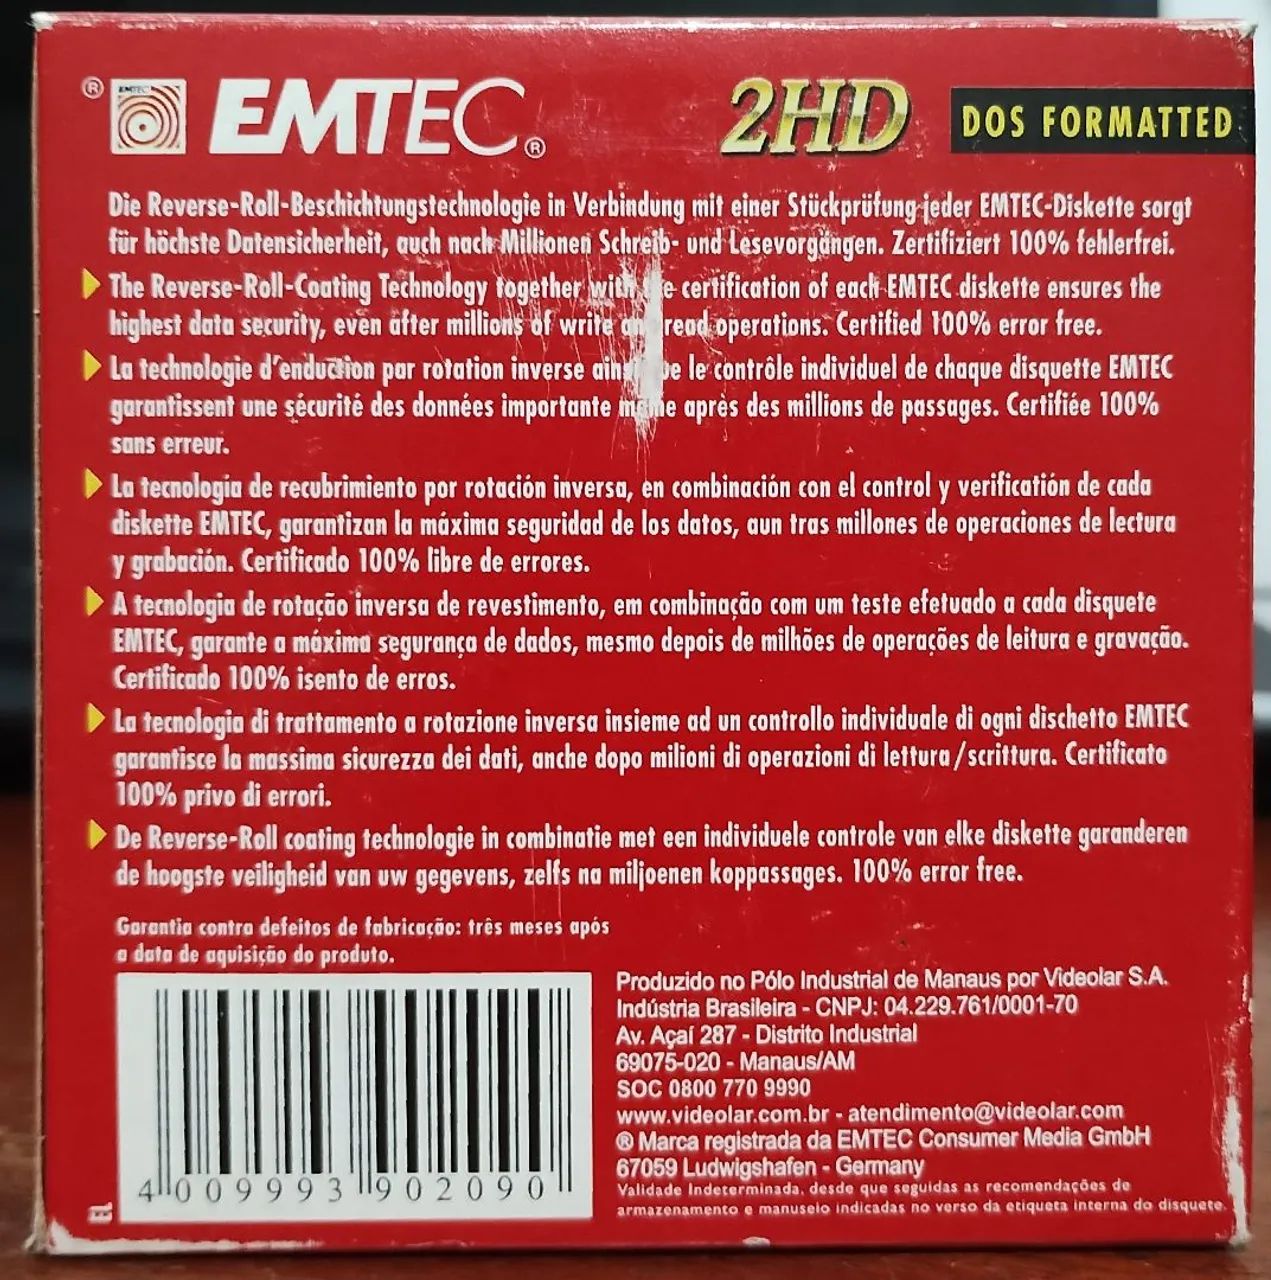 ® EMTEC EMTEC® 2HD DOS FORMATTED
Die Reverse-Roll-Beschichtungstechnologie in Verbindung mit einer Stückprüfung jeder EMTEC-Diskette sorgt
für höchste Datensicherheit, auch nach Millionen Schreib- und Lesevorgängen. Zertifiziert 100% fehlerfrei.
The Reverse-Roll-Coating Technology together with certification of each EMTEC diskette ensures the
highest data security, even after millions of write read operations. Certified 100% error free.
La technologie d'enduction par rotation inverse le contrôle individuel de chaque disquette EMTEC
garantissent une sécurité des données importante après des millions de passages. Certifiée 100%
sans erreur.
La tecnología de recubrimiento por rotación inversa, en combinación con el control y verificatión de cada
diskette EMTEC, garantizan la máxima seguridad de los datos, aun tras millones de operaciones de lectura
y grabación. Certificado 100% libre de errores.
A tecnologia de rotação inversa de revestimento, em combinação com um teste efetuado a cada disquete
EMTEC, garante a máxima segurança de dados, mesmo depois de milhões de operações de leitura e gravação.
Certificado 100% isento de erros.
La tecnologia di trattamento a rotazione inversa insieme ad un controllo individuale di ogni dischetto EMTEC
garantisce la massima sicurezza dei dati, anche dopo milioni di operazioni di lettura/scrittura. Certificato
100% privo di errori.
De Reverse-Roll coating technologie in combinatie met een individuele controle van elke diskette garanderen
de hoogste veiligheid van uw gegevens, zelfs na miljoenen koppassages. 100% error free.
Garantia contra defeitos de fabricação: três meses após
a data de aquisição do produto.
4 009993 902090
Produzido no Pólo Industrial de Manaus por Videolar S.A.
Indústria Brasileira - CNPJ: 04.229.761/0001-70
Av. Açaí 287 - Distrito Industrial
69075-020 - Manaus/AM
SOC 0800 770 9990
www.videolar.com.br - atendimento@videolar.com
® Marca registrada da EMTEC Consumer Media GmbH
67059 Ludwigshafen - Germany
Validade Indeterminada, desde que seguidas as recomendações de
armazenamento e manuseio indicadas no verso da etiqueta interna do disquete.